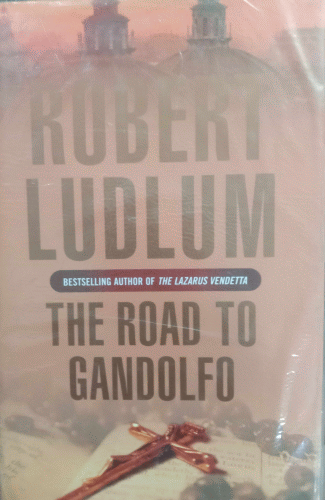 ROBERT
LUDLUM
BESTSELLING AUTHOR OF THE LAZARUS VENDETTA
THE ROAD TO
GANDOLFO